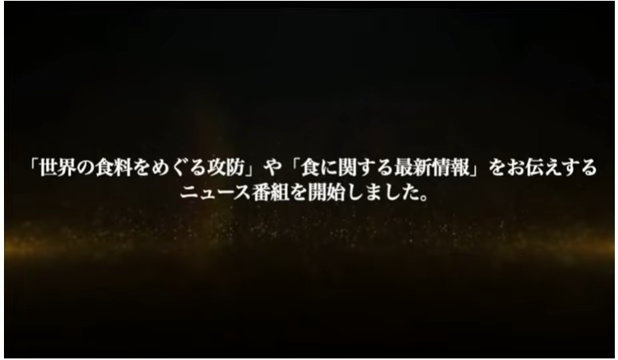 「世界の食料をめぐる攻防」や「食に関する最新情報」をお伝えする
ニュース番組を開始しました。